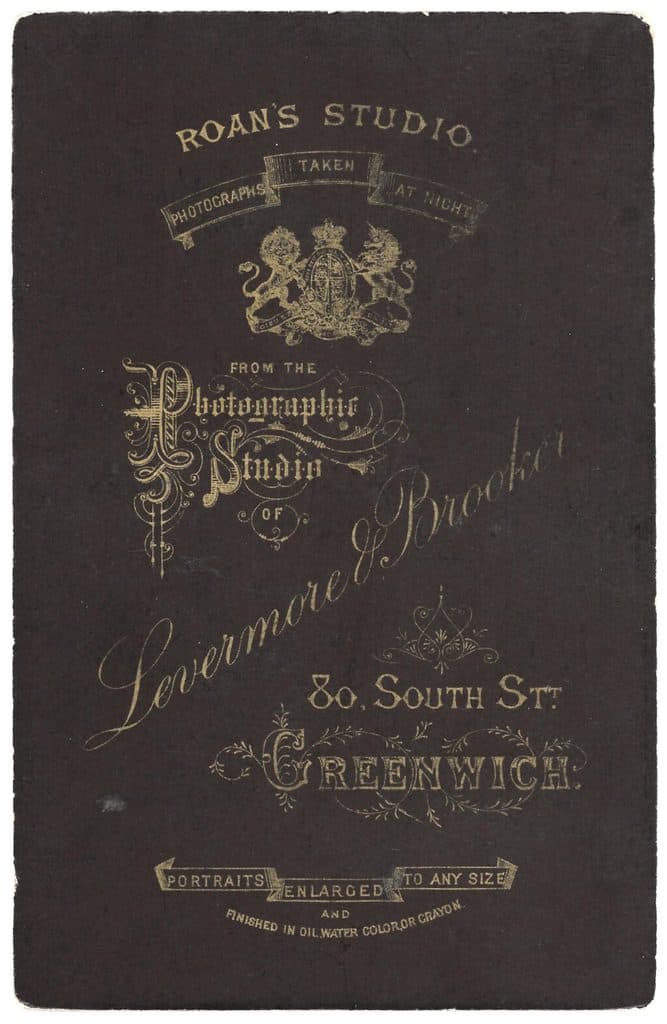 ROAN'S STUDIO.
PHOTOGRAPHS TAKEN AT NIGHT
FROM THE
Photographic
Studio
OF
Levermore & Brooker
80, SOUTH STT
GREENWICH.
PORTRAITS ENLARGED TO ANY SIZE
AND
FINISHED IN OIL, WATER COLOR, OR CRAYON.